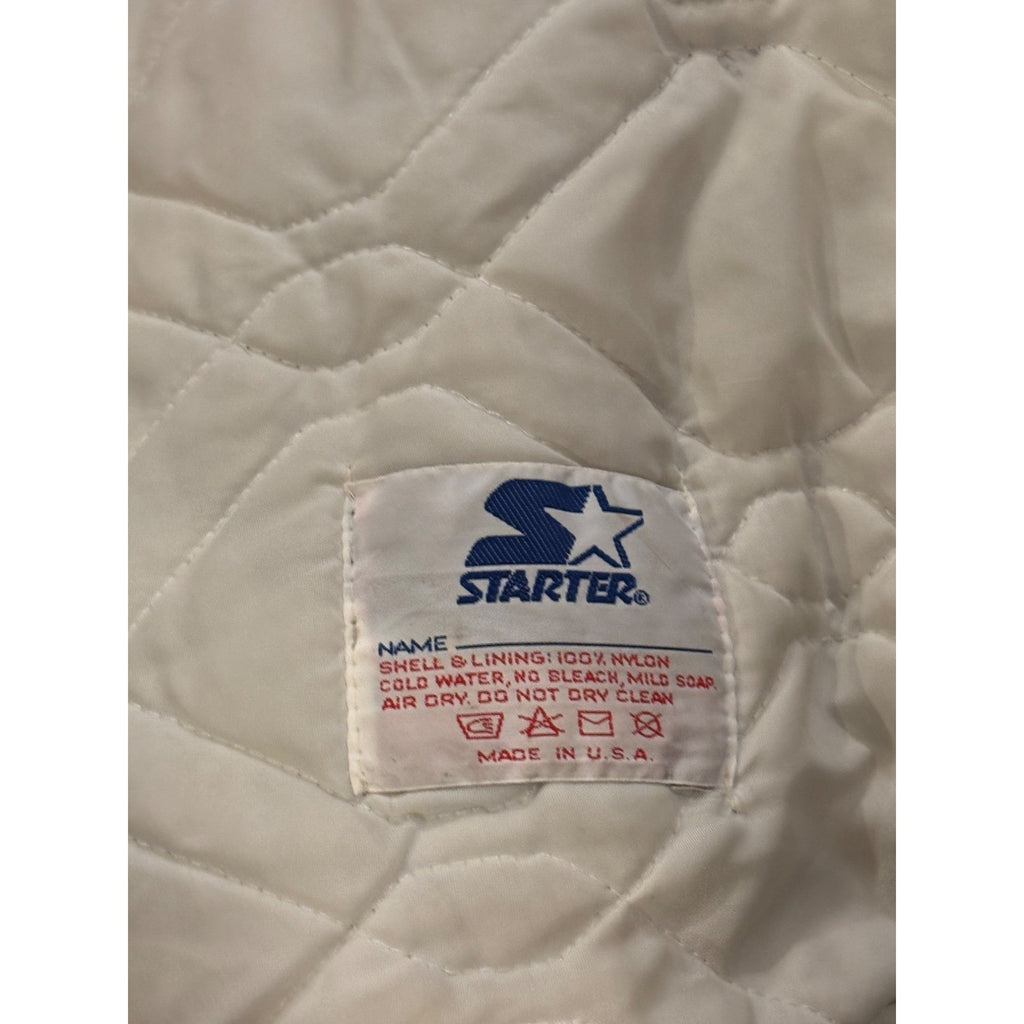 STARTER®
NAME
SHELL & LINING: 100% NYLON
COLD WATER, NO BLEACH, MILD SOAP.
AIR DRY. DO NOT DRY CLEAN
MADE IN U.S.A.